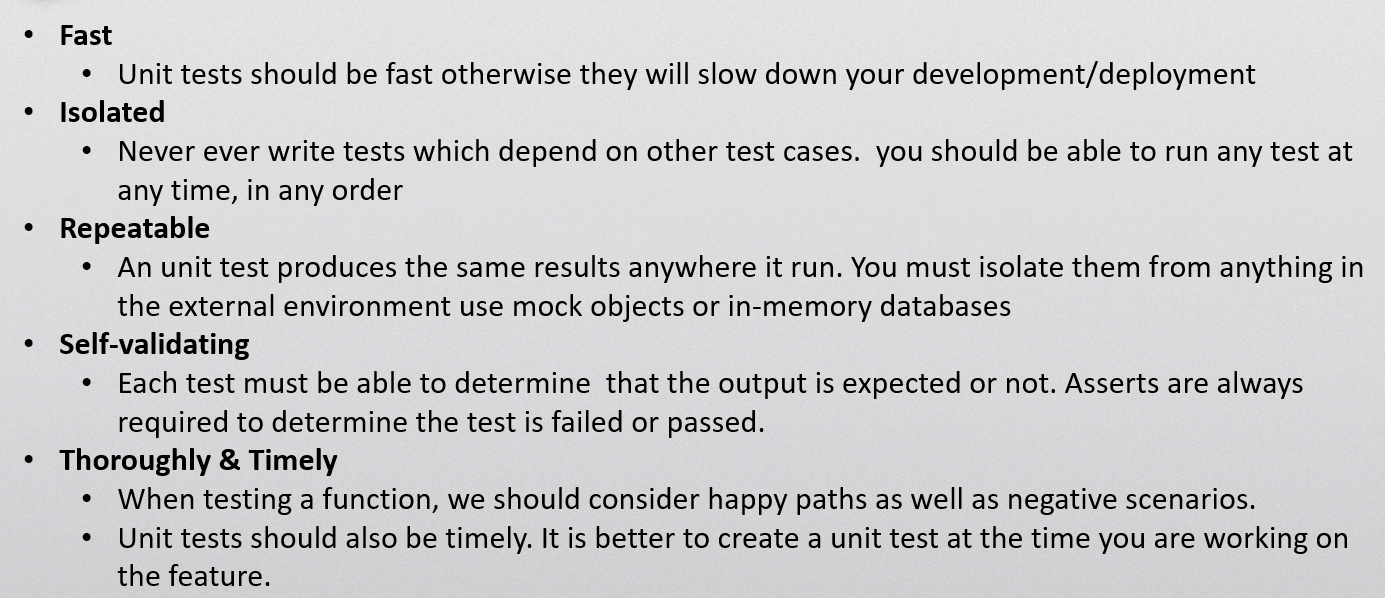 • Fast
• Unit tests should be fast otherwise they will slow down your development/deployment
• Isolated
• Never ever write tests which depend on other test cases.  you should be able to run any test at
any time, in any order
• Repeatable
• An unit test produces the same results anywhere it run. You must isolate them from anything in
the external environment use mock objects or in-memory databases
• Self-validating
• Each test must be able to determine  that the output is expected or not. Asserts are always
required to determine the test is failed or passed.
• Thoroughly & Timely
• When testing a function, we should consider happy paths as well as negative scenarios.
• Unit tests should also be timely. It is better to create a unit test at the time you are working on
the feature.